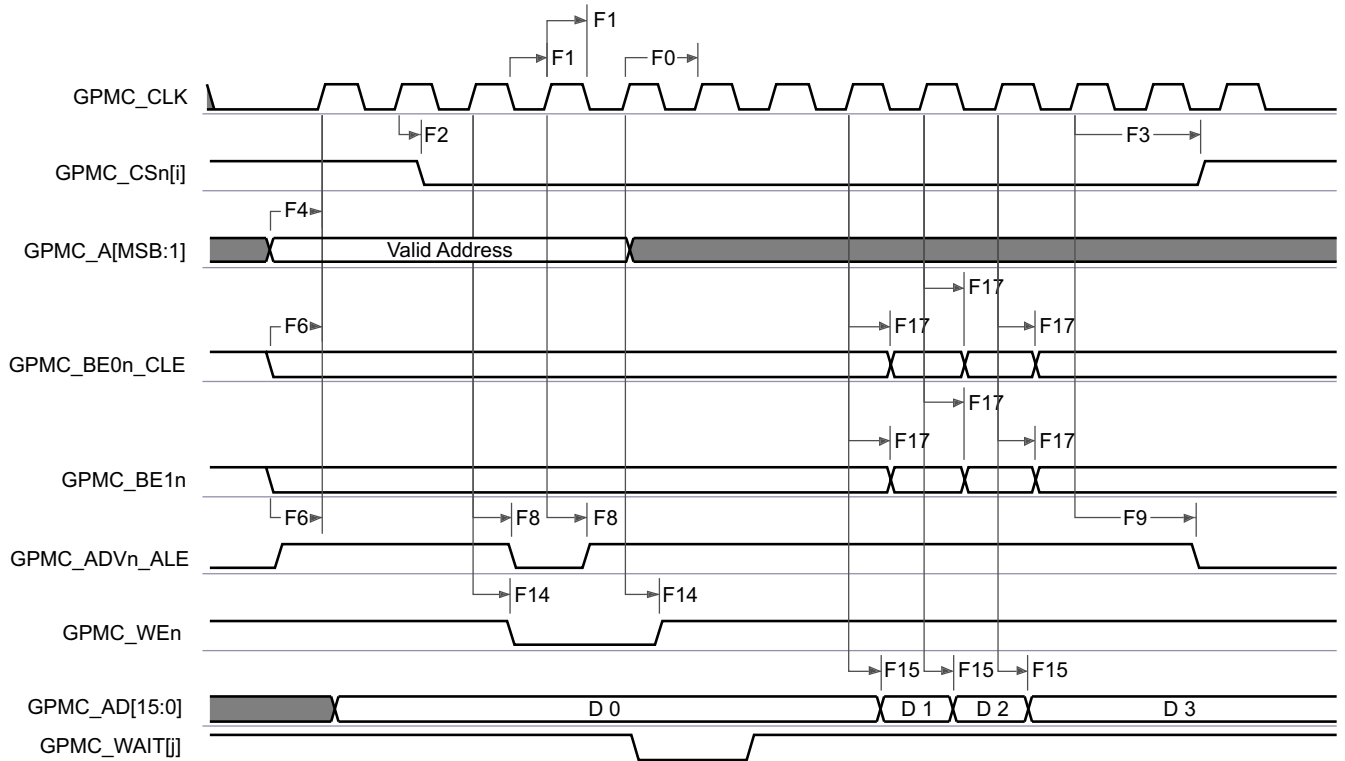 F1
F1
F0
GPMC_CLK
F2
F3
GPMC_CSn[i]
F4
GPMC_A[MSB:1]
Valid Address
F17
F6
F17
F17
GPMC_BE0n_CLE
F17
F17
F17
GPMC_BE1n
F6
F8
F8
F9
GPMC_ADVn_ALE
F14
F14
GPMC_WEn
F15
F15
F15
GPMC_AD[15:0]
D 0
D 1
D 2
D 3
GPMC_WAIT[j]